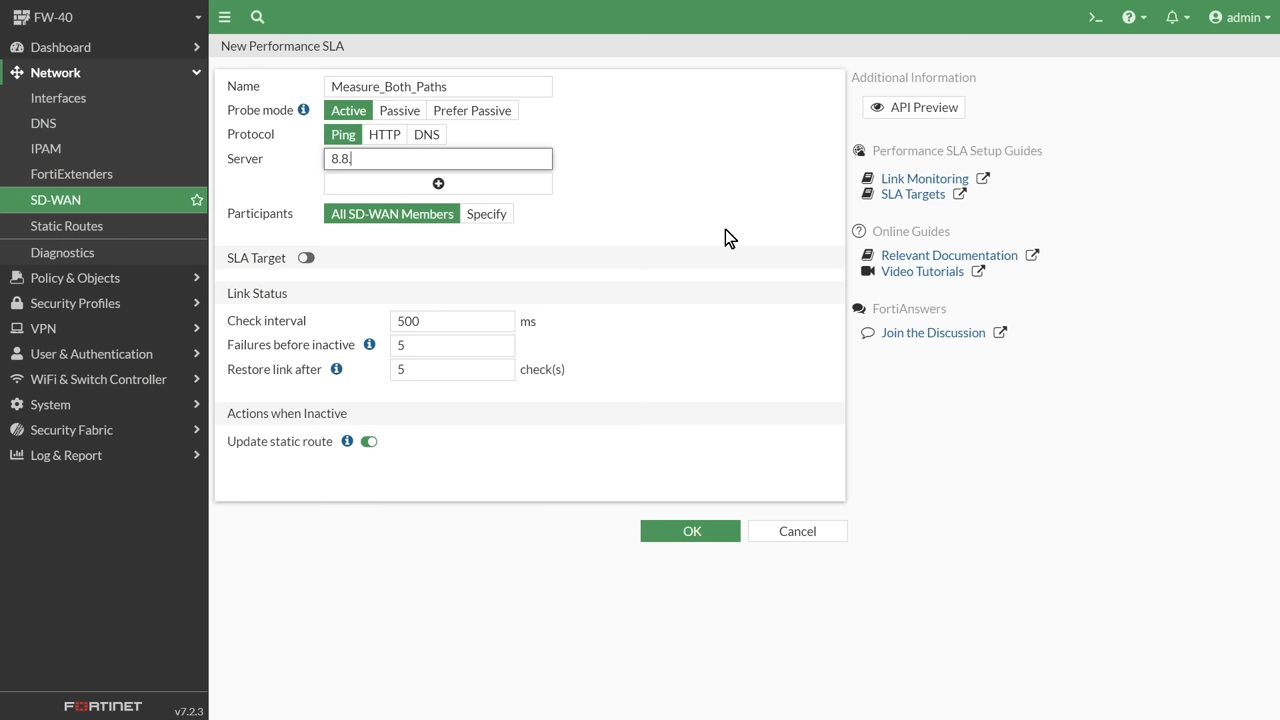 FW-40
admin
Dashboard
Network
Interfaces
DNS
IPAM
FortiExtenders
SD-WAN
Static Routes
Diagnostics
Policy & Objects
Security Profiles
VPN
User & Authentication
WiFi & Switch Controller
System
Security Fabric
Log & Report
FORTINET
v7.2.3
New Performance SLA
Name Measure_Both_Paths
Probe mode Active Passive Prefer Passive
Protocol Ping HTTP DNS
Server 8.8.
Participants All SD-WAN Members Specify
SLA Target
Link Status
Check interval 500 ms
Failures before inactive 5
Restore link after 5 check(s)
Actions when Inactive
Update static route
OK Cancel
Additional Information
API Preview
Performance SLA Setup Guides
Link Monitoring
SLA Targets
Online Guides
Relevant Documentation
Video Tutorials
FortiAnswers
Join the Discussion